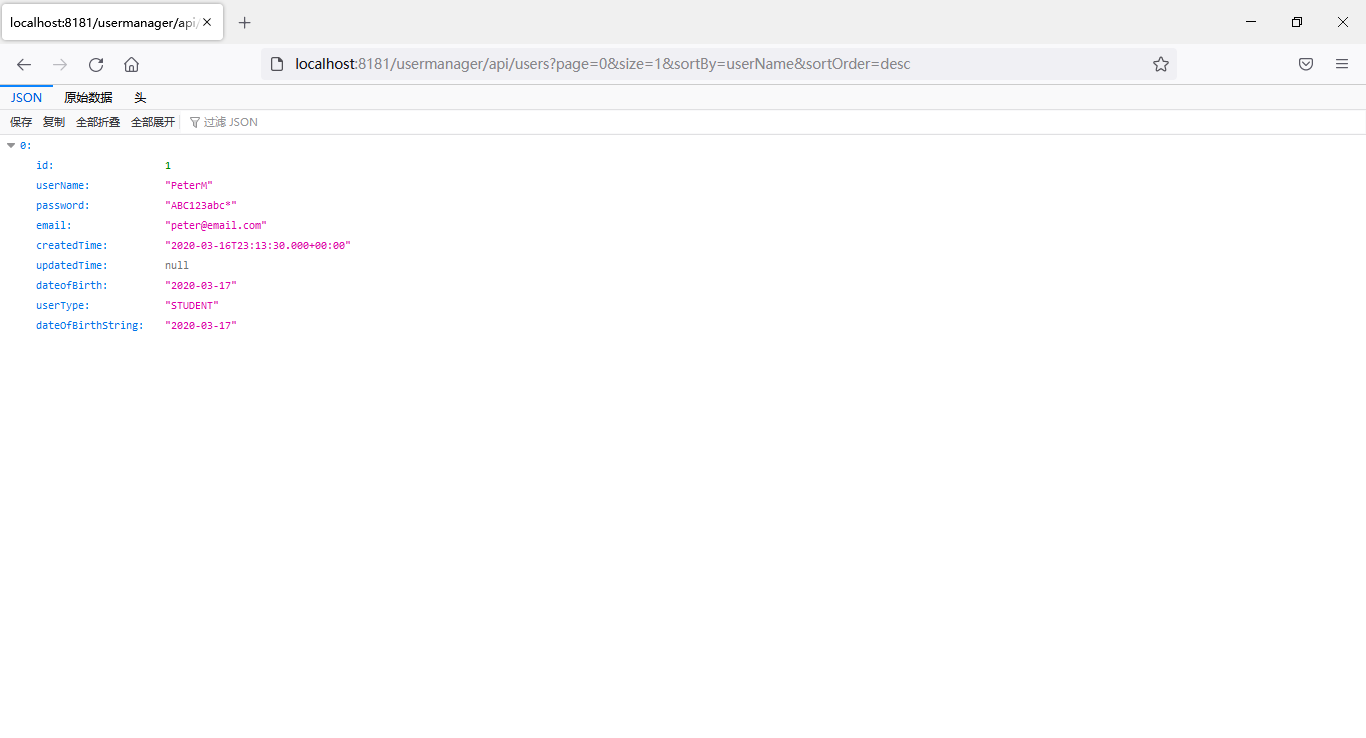 localhost:8181/usermanager/api/
localhost:8181/usermanager/api/users?page=0&size=1&sortBy=userName&sortOrder=desc
JSON 原始数据 头
保存 复制 全部折叠 全部展开 过滤 JSON
0:
id: 1
userName: "PeterM"
password: "ABC123abc*"
email: "peter@email.com"
createdTime: "2020-03-16T23:13:30.000+00:00"
updatedTime: null
dateofBirth: "2020-03-17"
userType: "STUDENT"
dateOfBirthString: "2020-03-17"